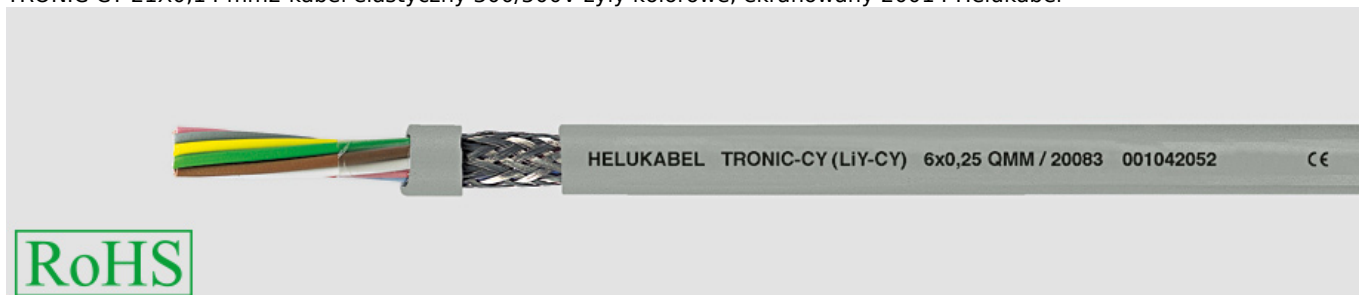 HELUKABEL TRONIC-CY (LiY-CY) 6x0,25 QMM / 20083 001042052 CE
RoHS